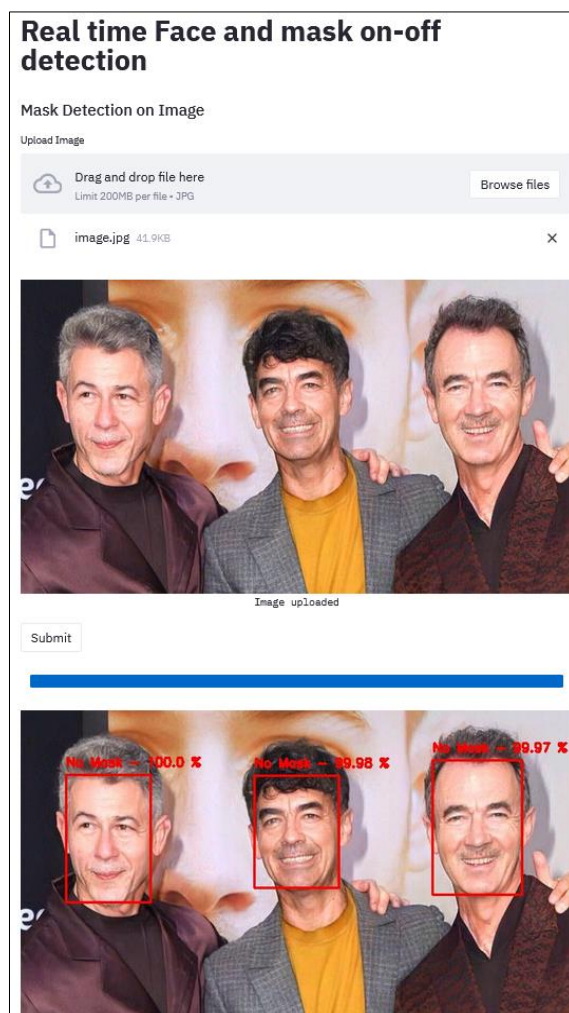 Real time Face and mask on-off
detection
Mask Detection on Image
Upload Image
Drag and drop file here
Limit 200MB per file • JPG
Browse files
image.jpg 41.9KB
Image uploaded
Submit
No Mask - 100.0 %
No Mask - 99.98 %
No Mask - 99.97 %